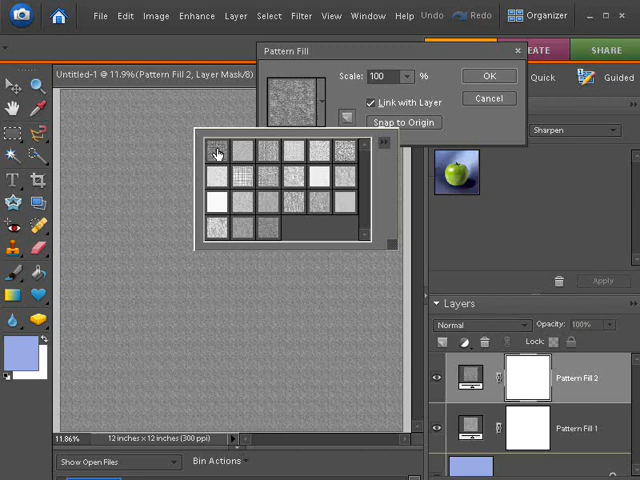 File Edit Image Enhance Layer Select Filter View Window Help Undo Redo Organizer
CREATE SHARE
Quick Guided
Untitled-1 @ 11.9%(Pattern Fill 2, Layer Mask/8)
Pattern Fill
Scale: 100 %
OK
Link with Layer
Cancel
Snap to Origin
Sharpen
Apply
Layers
Normal Opacity: 100%
Lock:
Pattern Fill 2
Pattern Fill 1
11.86% 12 inches x 12 inches (300 ppi)
Show Open Files Bin Actions